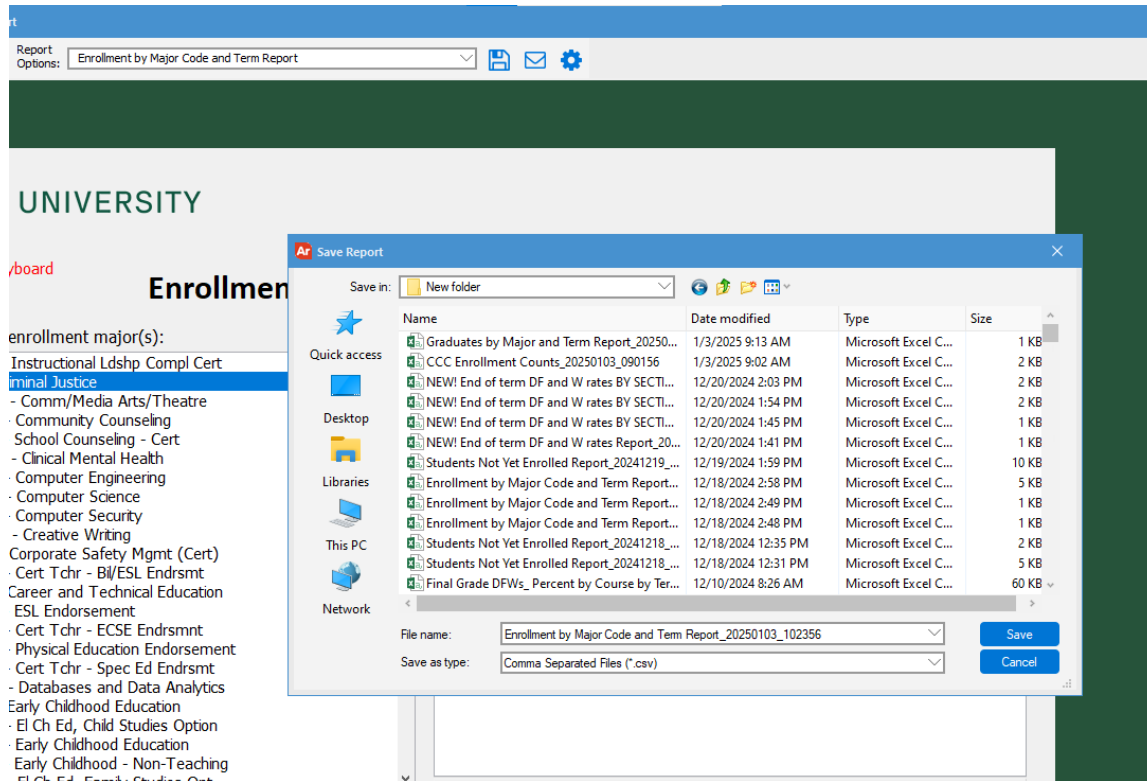 rt
Report
Options: Enrollment by Major Code and Term Report
UNIVERSITY
yboard
Enrollmen
enrollment major(s):
Instructional Ldshp Compl Cert
iminal Justice
- Comm/Media Arts/Theatre
- Community Counseling
School Counseling - Cert
- Clinical Mental Health
- Computer Engineering
- Computer Science
- Computer Security
- Creative Writing
Corporate Safety Mgmt (Cert)
- Cert Tchr - Bil/ESL Endrsmt
Career and Technical Education
ESL Endorsement
- Cert Tchr - ECSE Endrsmnt
- Physical Education Endorsement
- Cert Tchr - Spec Ed Endrsmt
- Databases and Data Analytics
Early Childhood Education
- El Ch Ed, Child Studies Option
- Early Childhood Education
Early Childhood - Non-Teaching
- El Ch Ed, Family Studies Opt
Ar Save Report
Save in: New folder
Quick access
Desktop
Libraries
This PC
Network
Name Date modified Type Size
Graduates by Major and Term Report_20250... 1/3/2025 9:13 AM Microsoft Excel C... 1 KB
CCC Enrollment Counts_20250103_090156 1/3/2025 9:02 AM Microsoft Excel C... 2 KB
NEW! End of term DF and W rates BY SECTI... 12/20/2024 2:03 PM Microsoft Excel C... 2 KB
NEW! End of term DF and W rates BY SECTI... 12/20/2024 1:54 PM Microsoft Excel C... 2 KB
NEW! End of term DF and W rates BY SECTI... 12/20/2024 1:45 PM Microsoft Excel C... 1 KB
NEW! End of term DF and W rates Report_20... 12/20/2024 1:41 PM Microsoft Excel C... 1 KB
Students Not Yet Enrolled Report_20241219_... 12/19/2024 1:59 PM Microsoft Excel C... 10 KB
Enrollment by Major Code and Term Report... 12/18/2024 2:58 PM Microsoft Excel C... 5 KB
Enrollment by Major Code and Term Report... 12/18/2024 2:49 PM Microsoft Excel C... 1 KB
Enrollment by Major Code and Term Report... 12/18/2024 2:48 PM Microsoft Excel C... 1 KB
Students Not Yet Enrolled Report_20241218_... 12/18/2024 12:35 PM Microsoft Excel C... 2 KB
Students Not Yet Enrolled Report_20241218_... 12/18/2024 12:31 PM Microsoft Excel C... 5 KB
Final Grade DFWs_ Percent by Course by Ter... 12/10/2024 8:26 AM Microsoft Excel C... 60 KB
File name: Enrollment by Major Code and Term Report_20250103_102356 Save
Save as type: Comma Separated Files (*.csv) Cancel